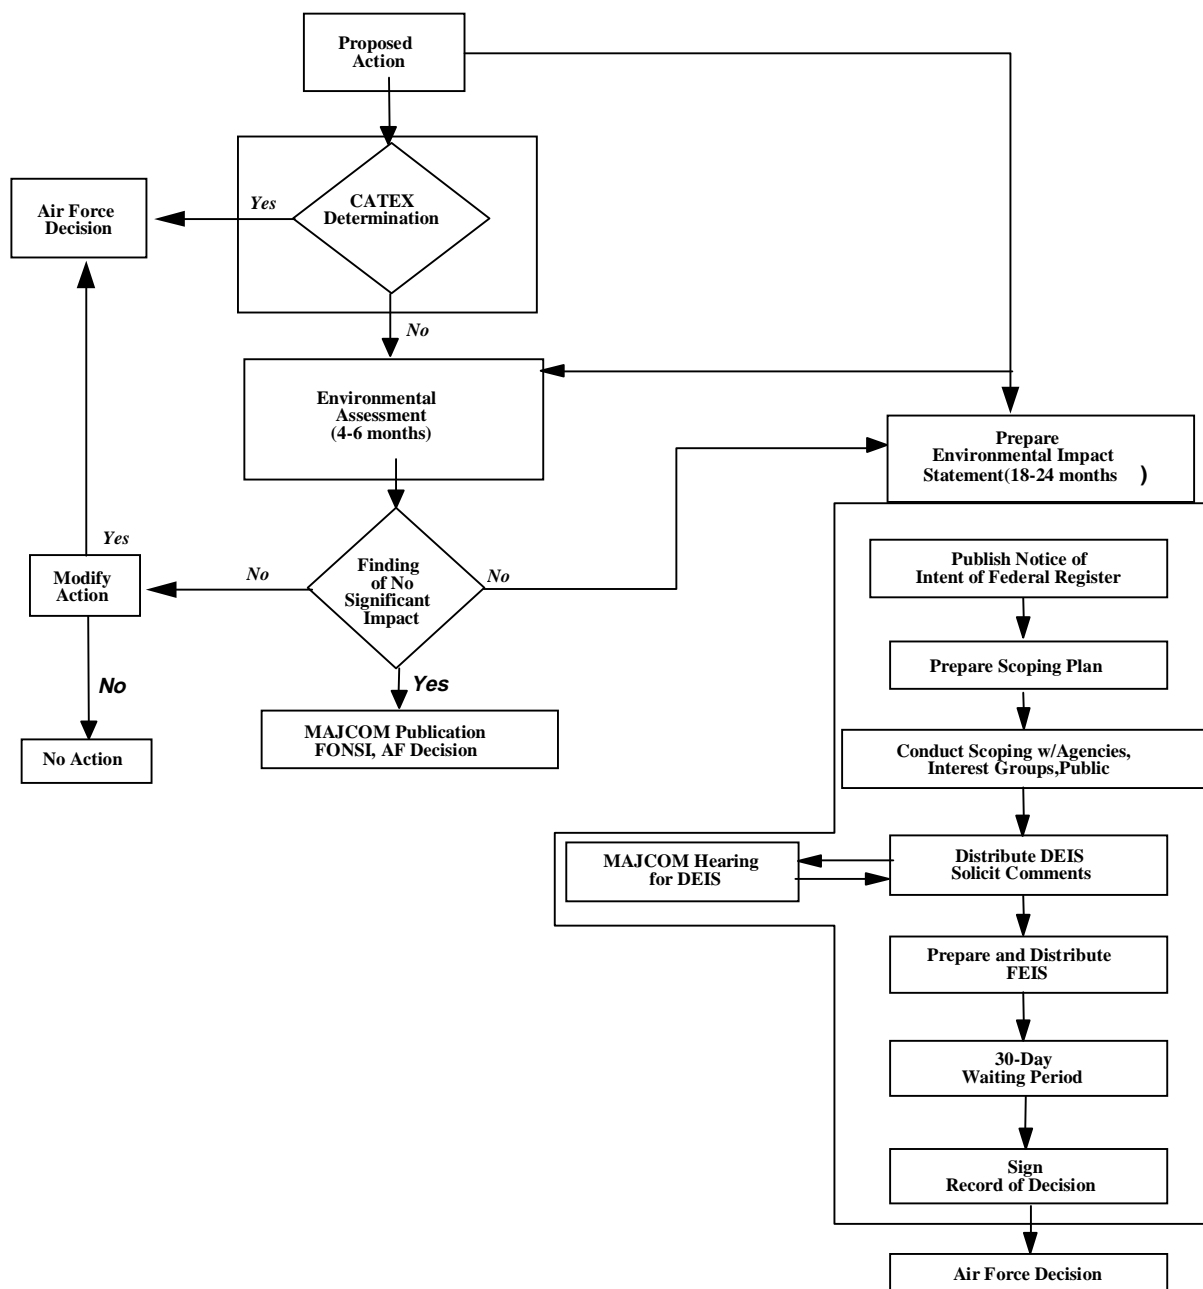 Proposed
Action
CATEX
Determination
Yes
Air Force
Decision
No
Environmental
Assessment
(4-6 months)
Prepare
Environmental Impact
Statement(18-24 months )
Yes
Modify
Action
No
Finding
of No
Significant
Impact
No
Publish Notice of
Intent of Federal Register
Prepare Scoping Plan
No
Yes
MAJCOM Publication
FONSI, AF Decision
No Action
Conduct Scoping w/Agencies,
Interest Groups,Public
MAJCOM Hearing
for DEIS
Distribute DEIS
Solicit Comments
Prepare and Distribute
FEIS
30-Day
Waiting Period
Sign
Record of Decision
Air Force Decision